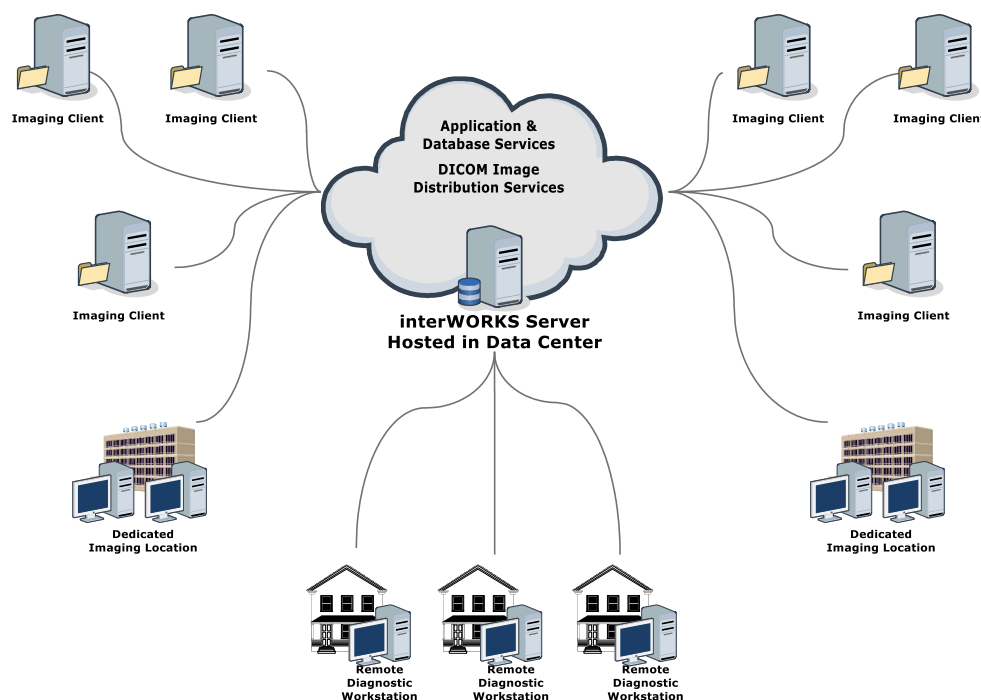 Imaging Client
Imaging Client
Imaging Client
Imaging Clien
Application &
Database Services
DICOM Image
Distribution Services
Imaging Client
Imaging Client
interWORKS Server
Hosted in Data Center
Dedicated
Imaging Location
Dedicated
Imaging Location
Remote
Diagnostic
Workstation
Remote
Diagnostic
Workstation
Remote
Diagnostic
Workstation